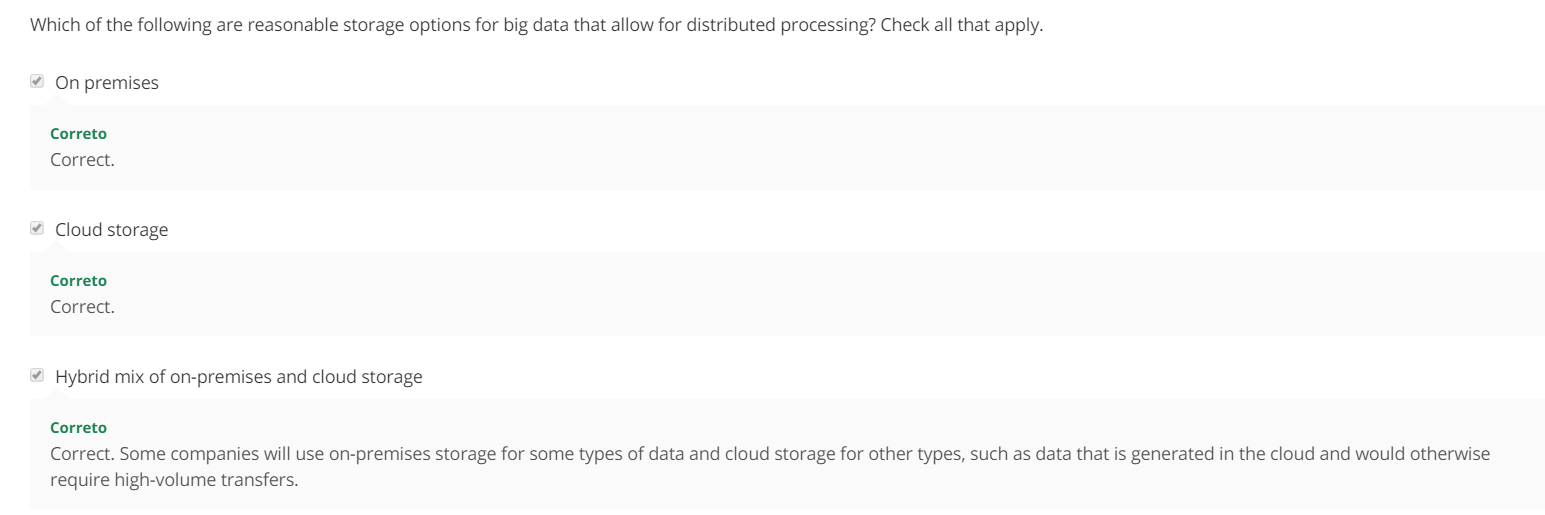 Which of the following are reasonable storage options for big data that allow for distributed processing? Check all that apply.
On premises
Correto
Correct.
Cloud storage
Correto
Correct.
Hybrid mix of on-premises and cloud storage
Correto
Correct. Some companies will use on-premises storage for some types of data and cloud storage for other types, such as data that is generated in the cloud and would otherwise
require high-volume transfers.